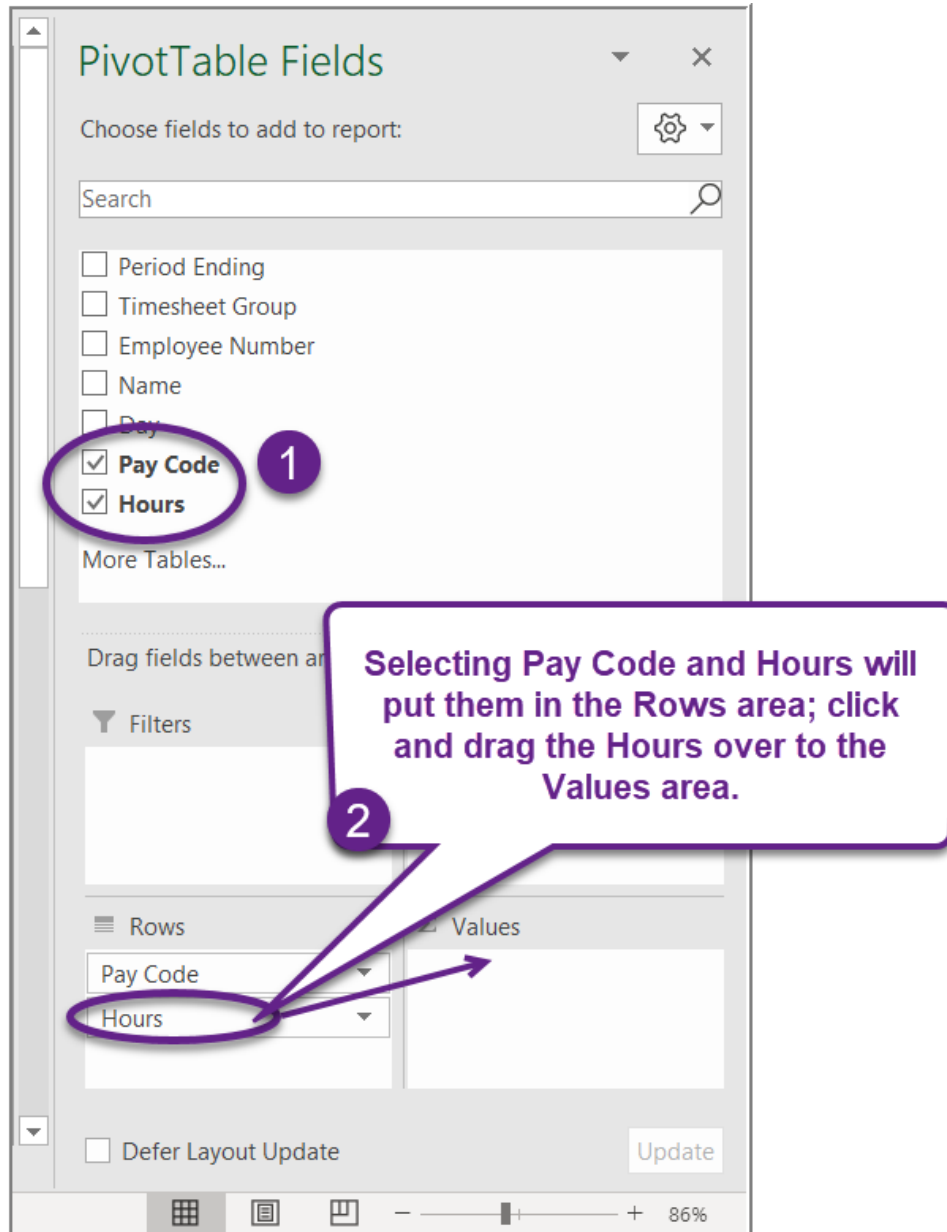 PivotTable Fields
Choose fields to add to report:
Search
Period Ending
Timesheet Group
Employee Number
Name
Day
Pay Code
1
Hours
More Tables...
Drag fields between
Selecting Pay Code and Hours will
put them in the Rows area; click
and drag the Hours over to the
Values area.
2
Filters
Rows
Values
Pay Code
Hours
Defer Layout Update
Update
86%